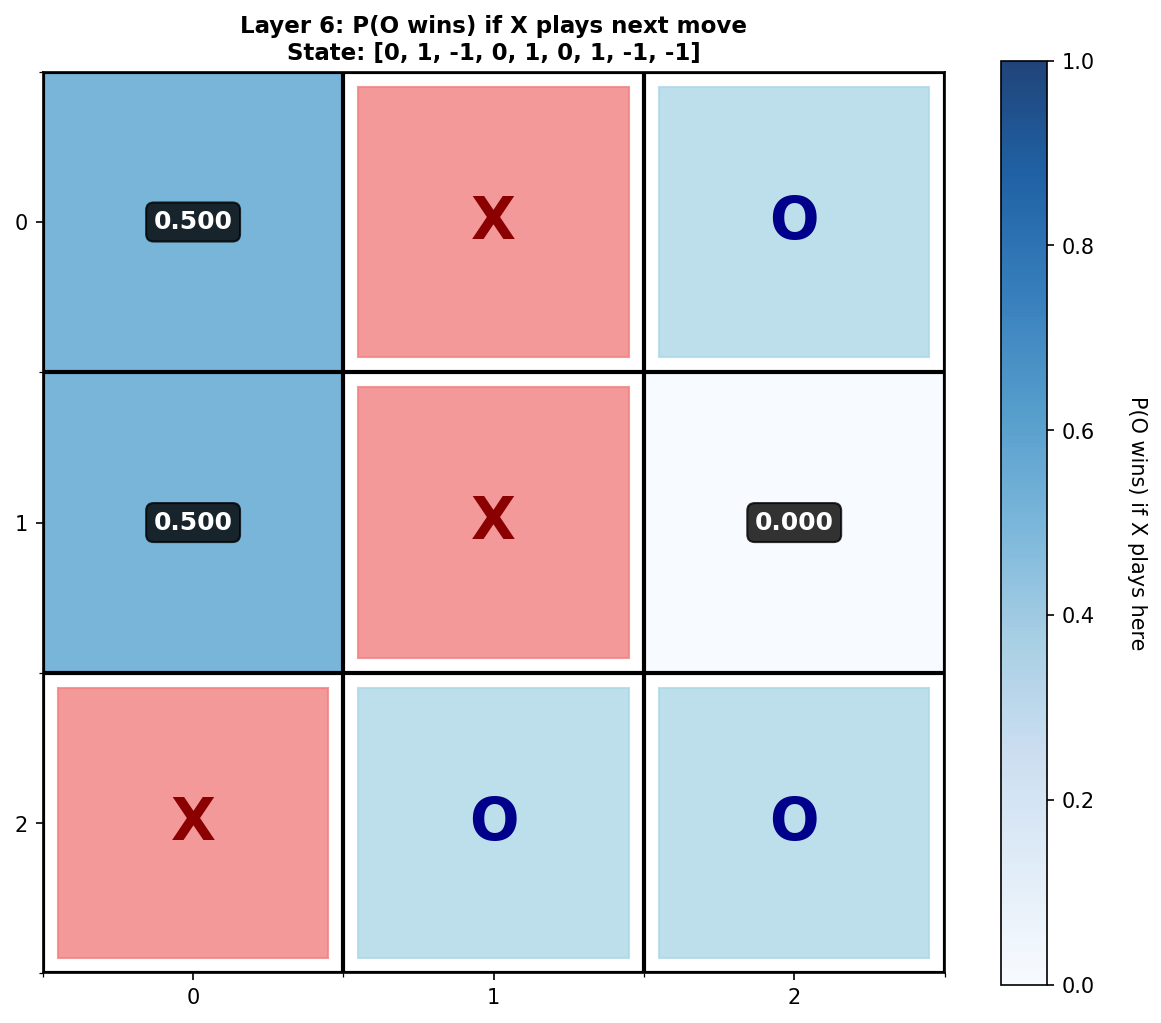 Layer 6: P(O wins) if X plays next move
State: [0, 1, -1, 0, 1, 0, 1, -1, -1]
1.0
0.8
0.6
0.4
0.2
0.0
P(O wins) if X plays here
0
0.500
X
O
1
0.500
X
0.000
2
X
O
O
0
1
2